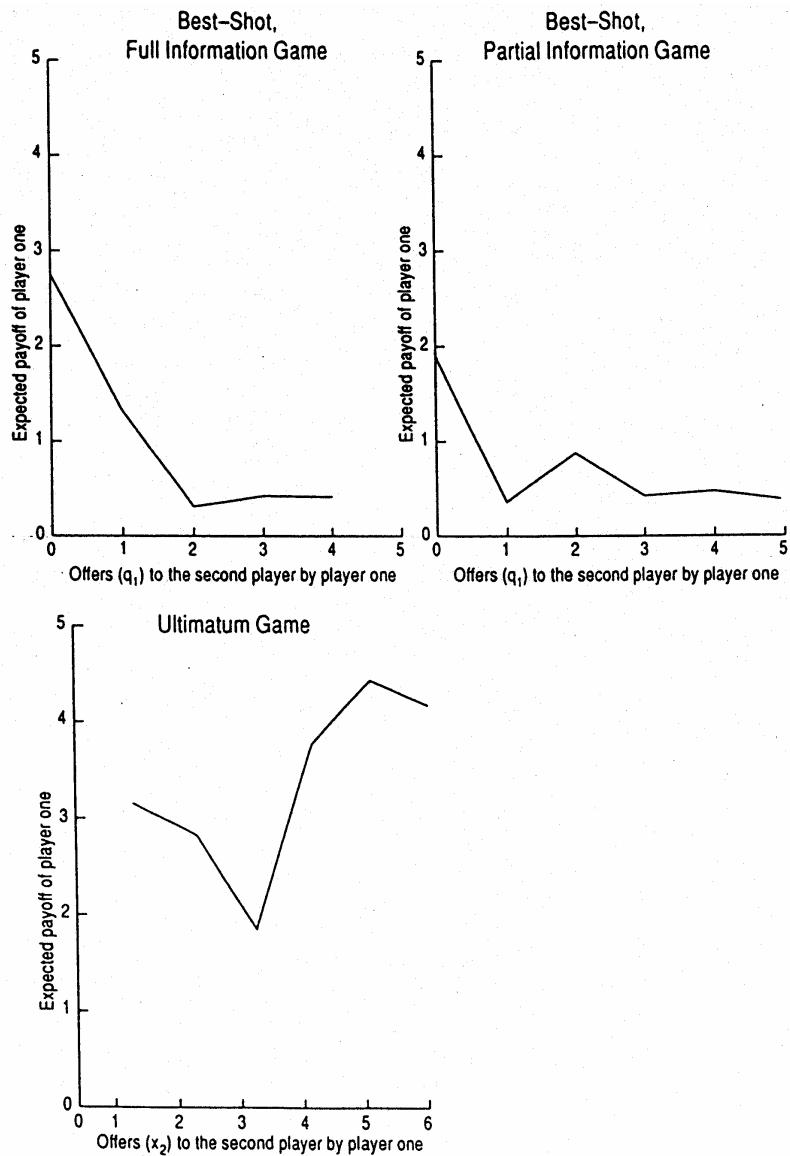 Best–Shot,
Full Information Game
5
4
3
2
1
0
Expected payoff of player one
0 1 2 3 4 5
Offers (q1) to the second player by player one
Best–Shot,
Partial Information Game
5
4
3
2
1
0
Expected payoff of player one
0 1 2 3 4 5
Offers (q1) to the second player by player one
Ultimatum Game
5
4
3
2
1
0
Expected payoff of player one
0 1 2 3 4 5 6
Offers (x2) to the second player by player one